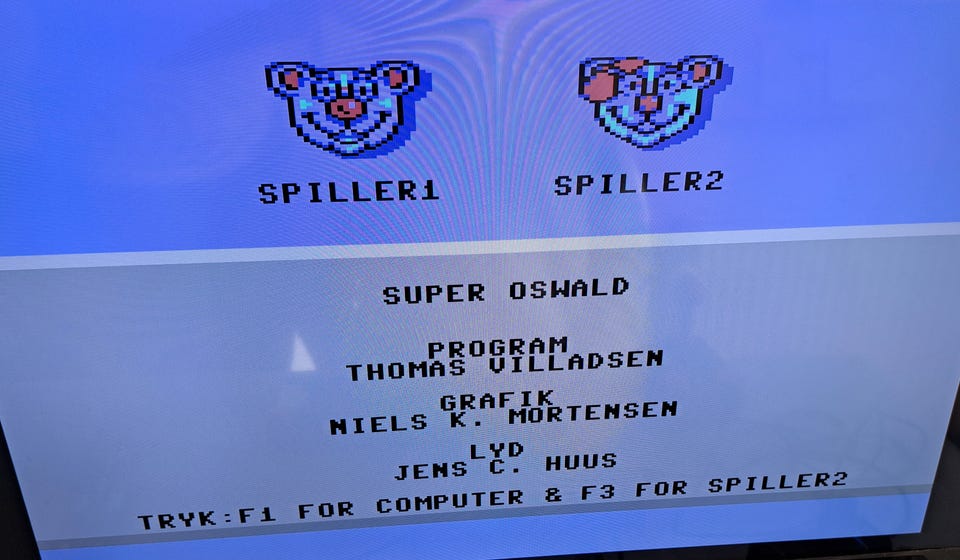 SPILLER1 SPILLER2
SUPER OSWALD
PROGRAM
THOMAS VILLADSEN
GRAFIK
NIELS K. MORTENSEN
LYD
JENS C. HUUS
TRYK:F1 FOR COMPUTER & F3 FOR SPILLER2